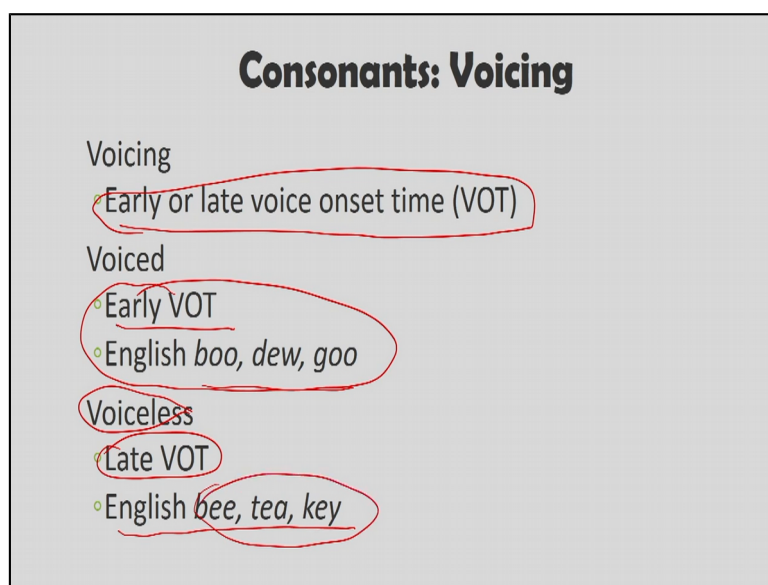 Consonants: Voicing
Voicing
Early or late voice onset time (VOT)
Voiced
Early VOT
English boo, dew, goo
Voiceless
Late VOT
English bee, tea, key